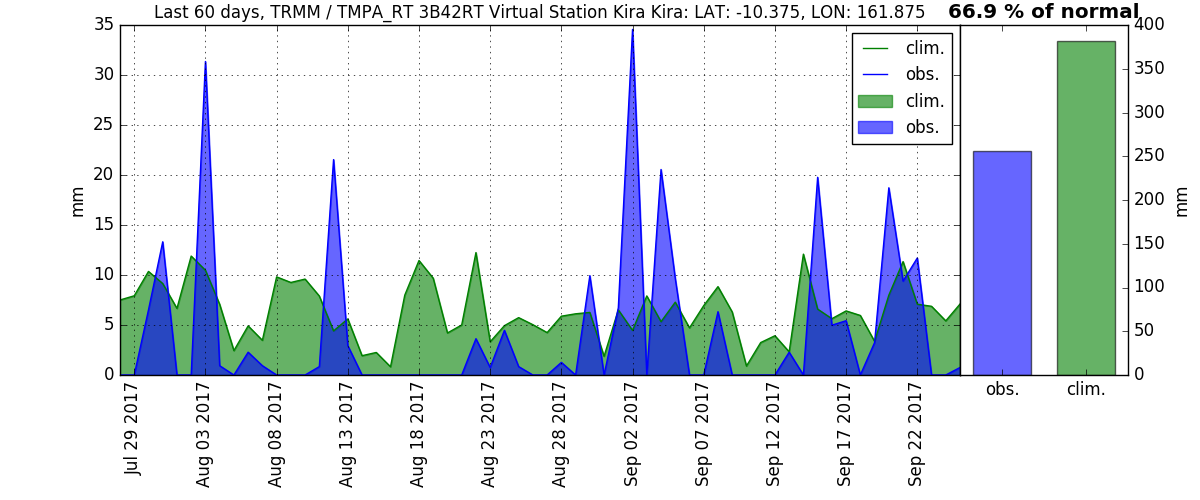 Last 60 days, TRMM / TMPA_RT 3B42RT Virtual Station Kira Kira: LAT: -10.375, LON: 161.875
66.9 % of normal
35
30
25
20
15
10
5
0
mm
clim.
obs.
clim.
obs.
400
350
300
250
200
150
100
50
0
mm
Jul 29 2017
Aug 03 2017
Aug 08 2017
Aug 13 2017
Aug 18 2017
Aug 23 2017
Aug 28 2017
Sep 02 2017
Sep 07 2017
Sep 12 2017
Sep 17 2017
Sep 22 2017
obs.
clim.